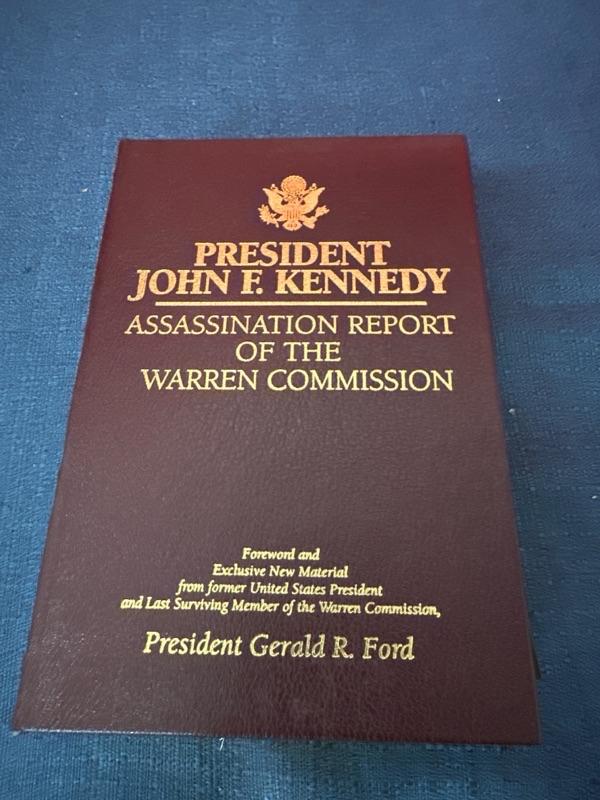 PRESIDENT
JOHN F. KENNEDY
ASSASSINATION REPORT
OF THE
WARREN COMMISSION
Foreword and
Exclusive New Material
from former United States President
and Last Surviving Member of the Warren Commission,
President Gerald R. Ford